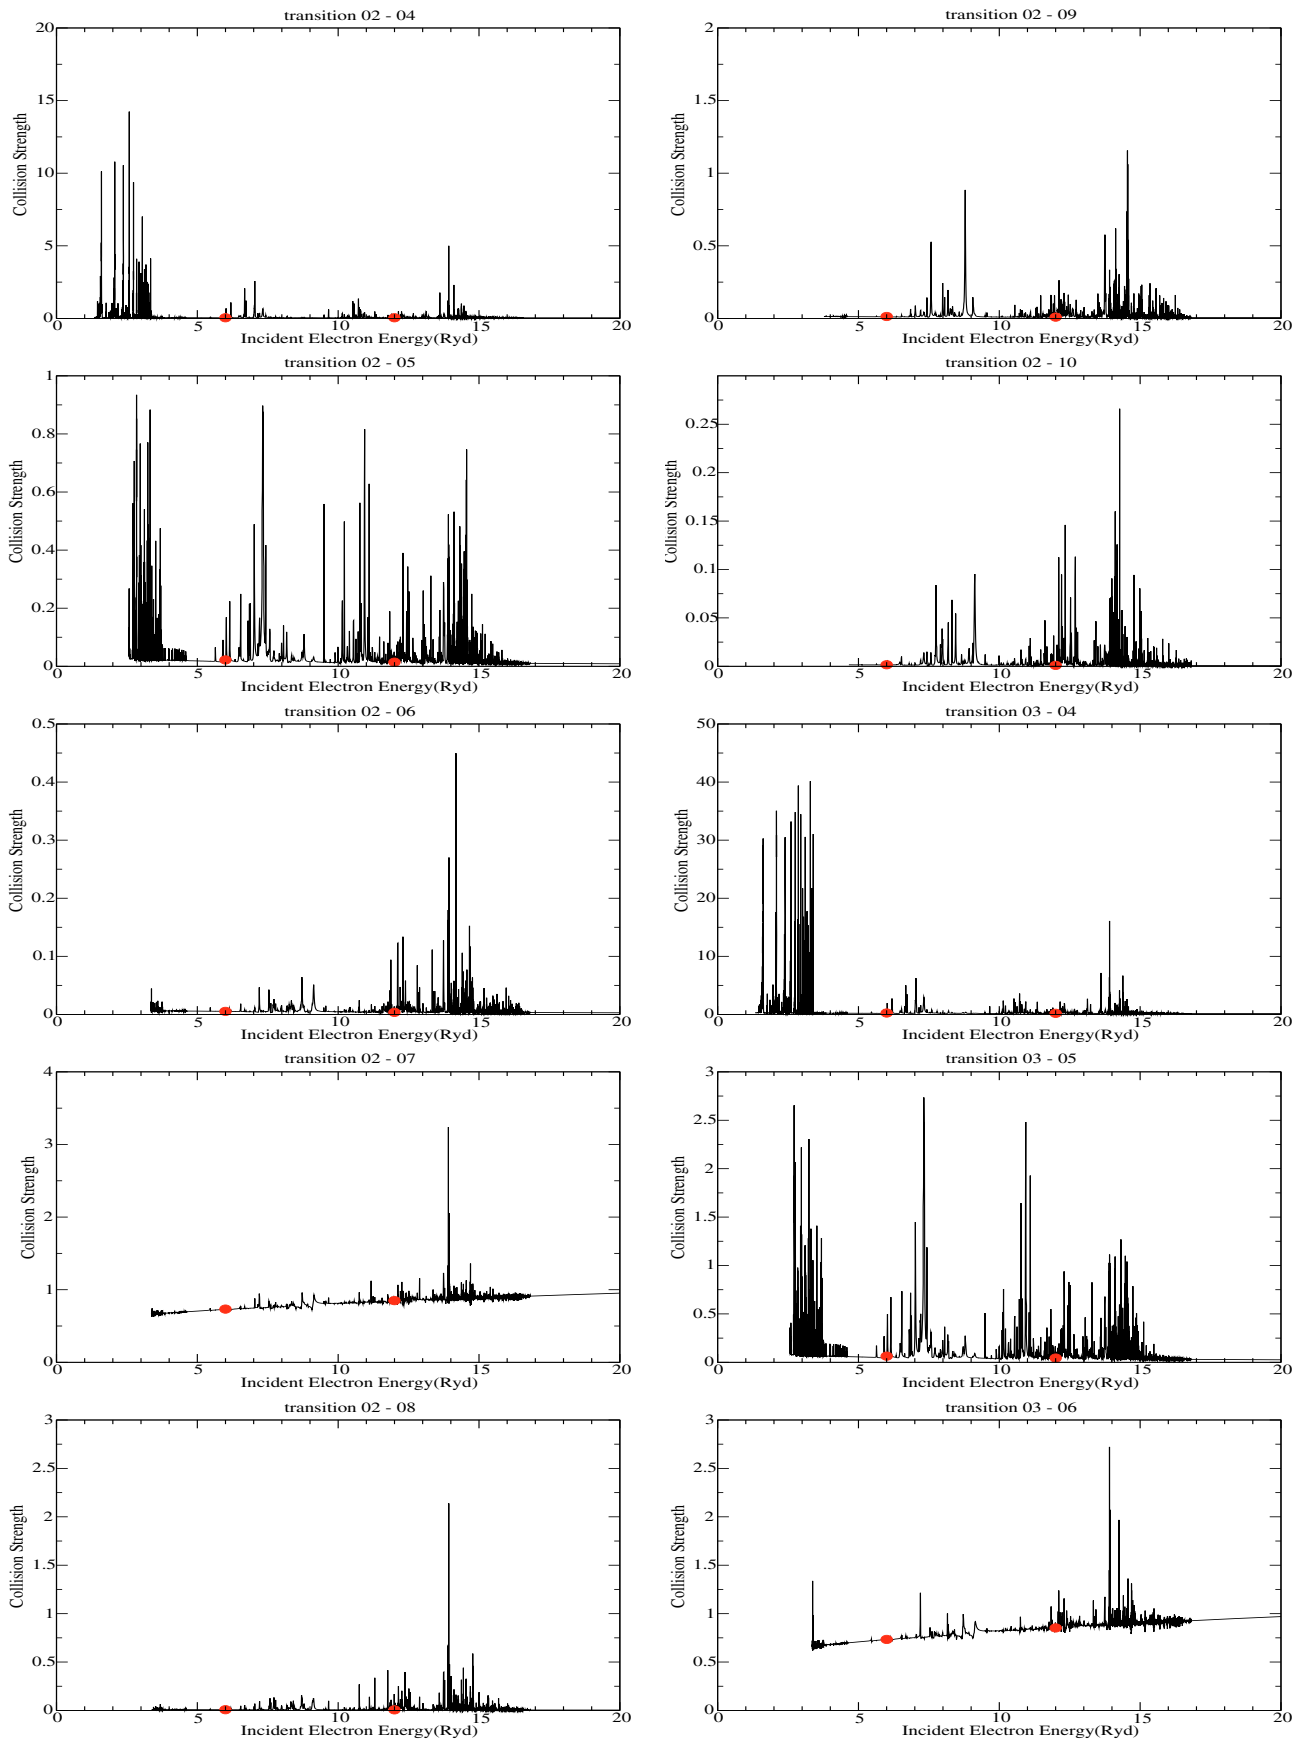 transition 02 - 04
20
15
10
5
0
0 5 10 15 20
Collision Strength
Incident Electron Energy(Ryd)
transition 02 - 09
2
1.5
1
0.5
0
0 5 10 15 20
Collision Strength
Incident Electron Energy(Ryd)
transition 02 - 05
1
0.8
0.6
0.4
0.2
0
0 5 10 15 20
Collision Strength
Incident Electron Energy(Ryd)
transition 02 - 10
0.25
0.2
0.15
0.1
0.05
0
0 5 10 15 20
Collision Strength
Incident Electron Energy(Ryd)
transition 02 - 06
0.5
0.4
0.3
0.2
0.1
0
0 5 10 15 20
Collision Strength
Incident Electron Energy(Ryd)
transition 03 - 04
50
40
30
20
10
0
0 5 10 15 20
Collision Strength
Incident Electron Energy(Ryd)
transition 02 - 07
4
3
2
1
0
0 5 10 15 20
Collision Strength
Incident Electron Energy(Ryd)
transition 03 - 05
3
2.5
2
1.5
1
0.5
0
0 5 10 15 20
Collision Strength
Incident Electron Energy(Ryd)
transition 02 - 08
3
2.5
2
1.5
1
0.5
0
0 5 10 15 20
Collision Strength
Incident Electron Energy(Ryd)
transition 03 - 06
3
2.5
2
1.5
1
0.5
0
0 5 10 15 20
Collision Strength
Incident Electron Energy(Ryd)